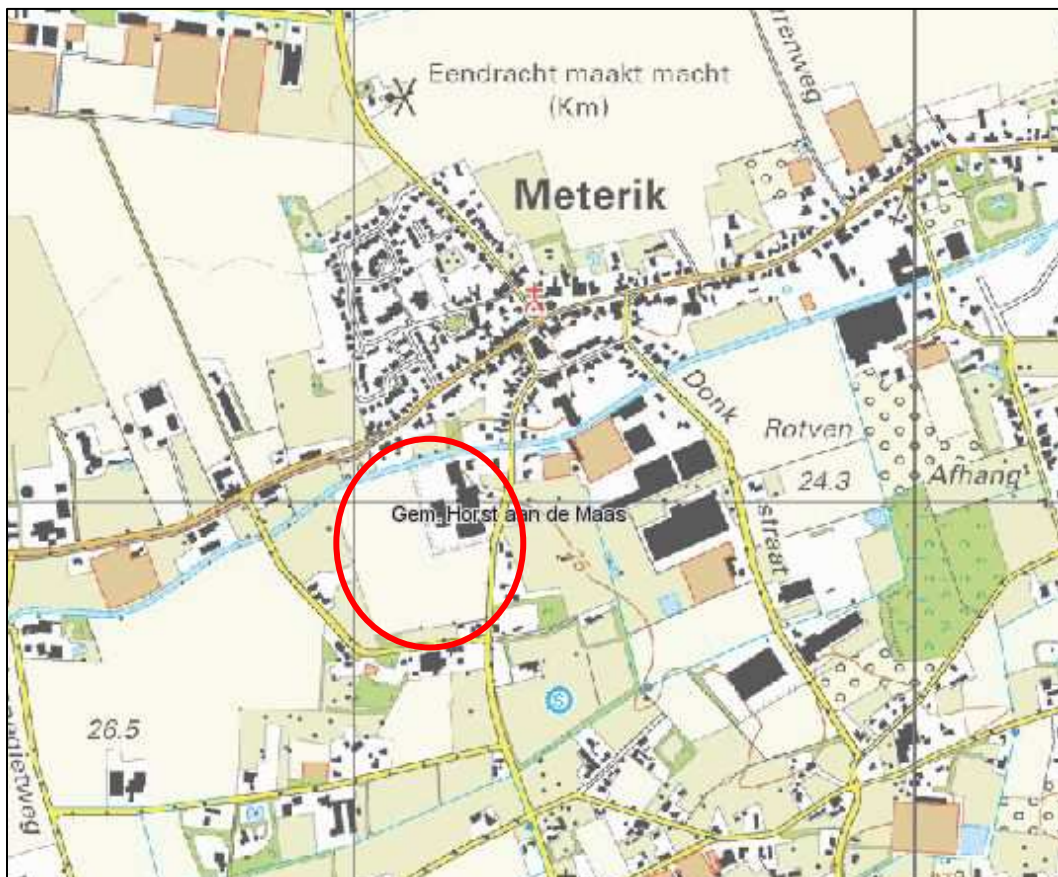 Eendracht maakt macht
(Km)
Meterik
Donk
Rotven
24.3
Afhang
Gem. Horst aan de Maas
straat
26.5